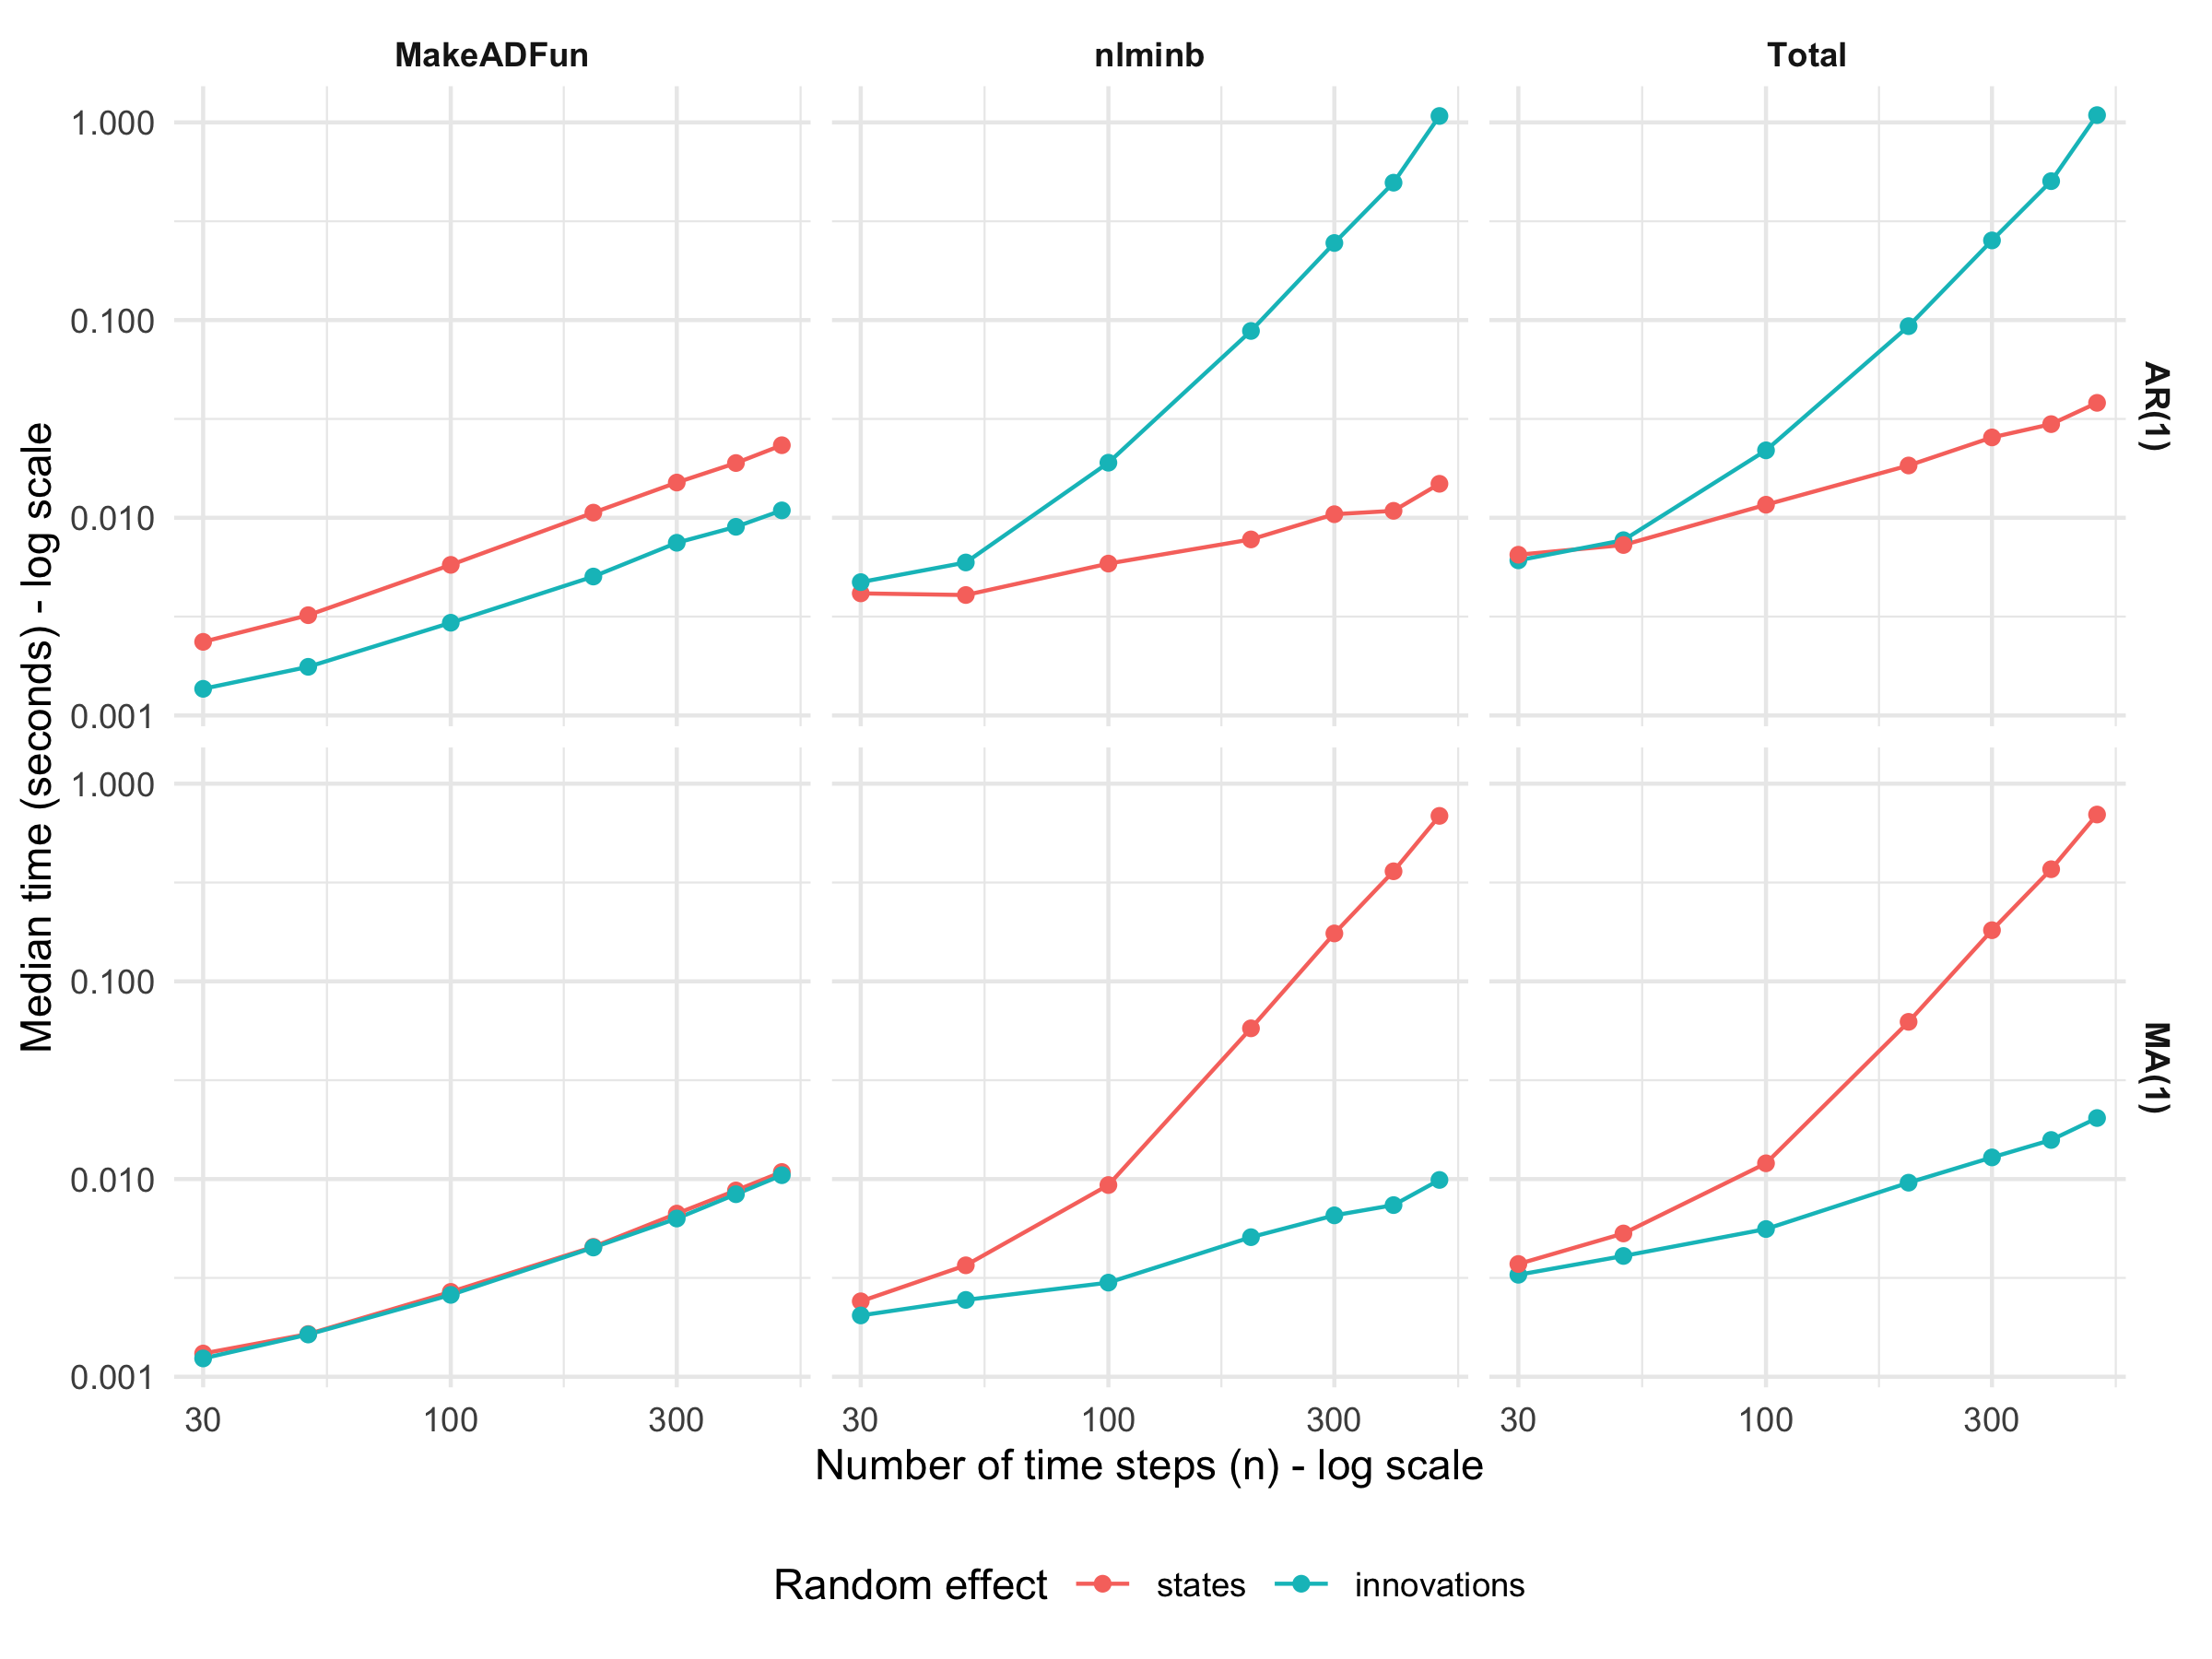 MakeADFun nlminb Total
Median time (seconds) - log scale
1.000
0.100
0.010
0.001
AR(1)
1.000
0.100
0.010
0.001
MA(1)
30 100 300 30 100 300 30 100 300
Number of time steps (n) - log scale
Random effect states innovations